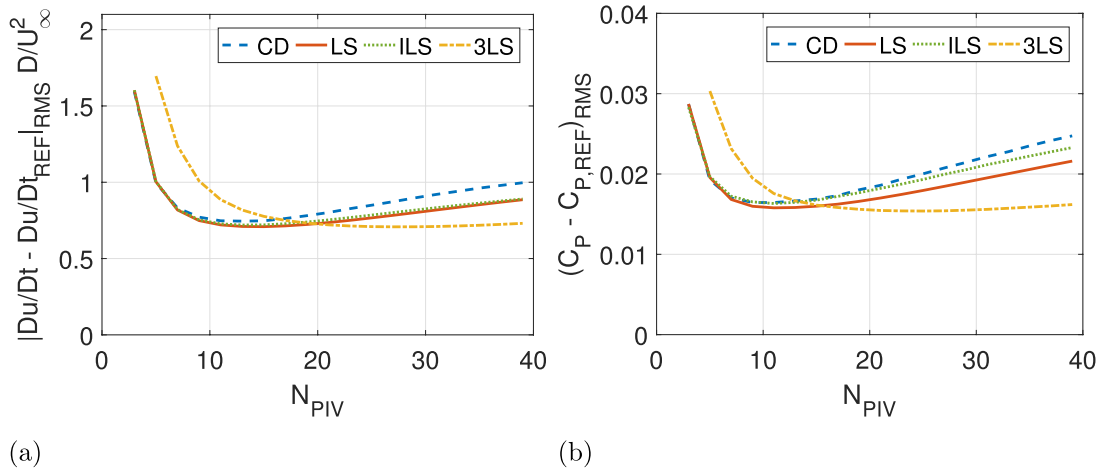 |Du/Dt - Du/Dt_REF|_RMS D/U²_∞
2
1.5
1
0.5
0
CD LS ILS 3LS
0 10 20 30 40
N_PIV
(a)
(C_P - C_P,REF)_RMS
0.04
0.03
0.02
0.01
0
CD LS ILS 3LS
0 10 20 30 40
N_PIV
(b)